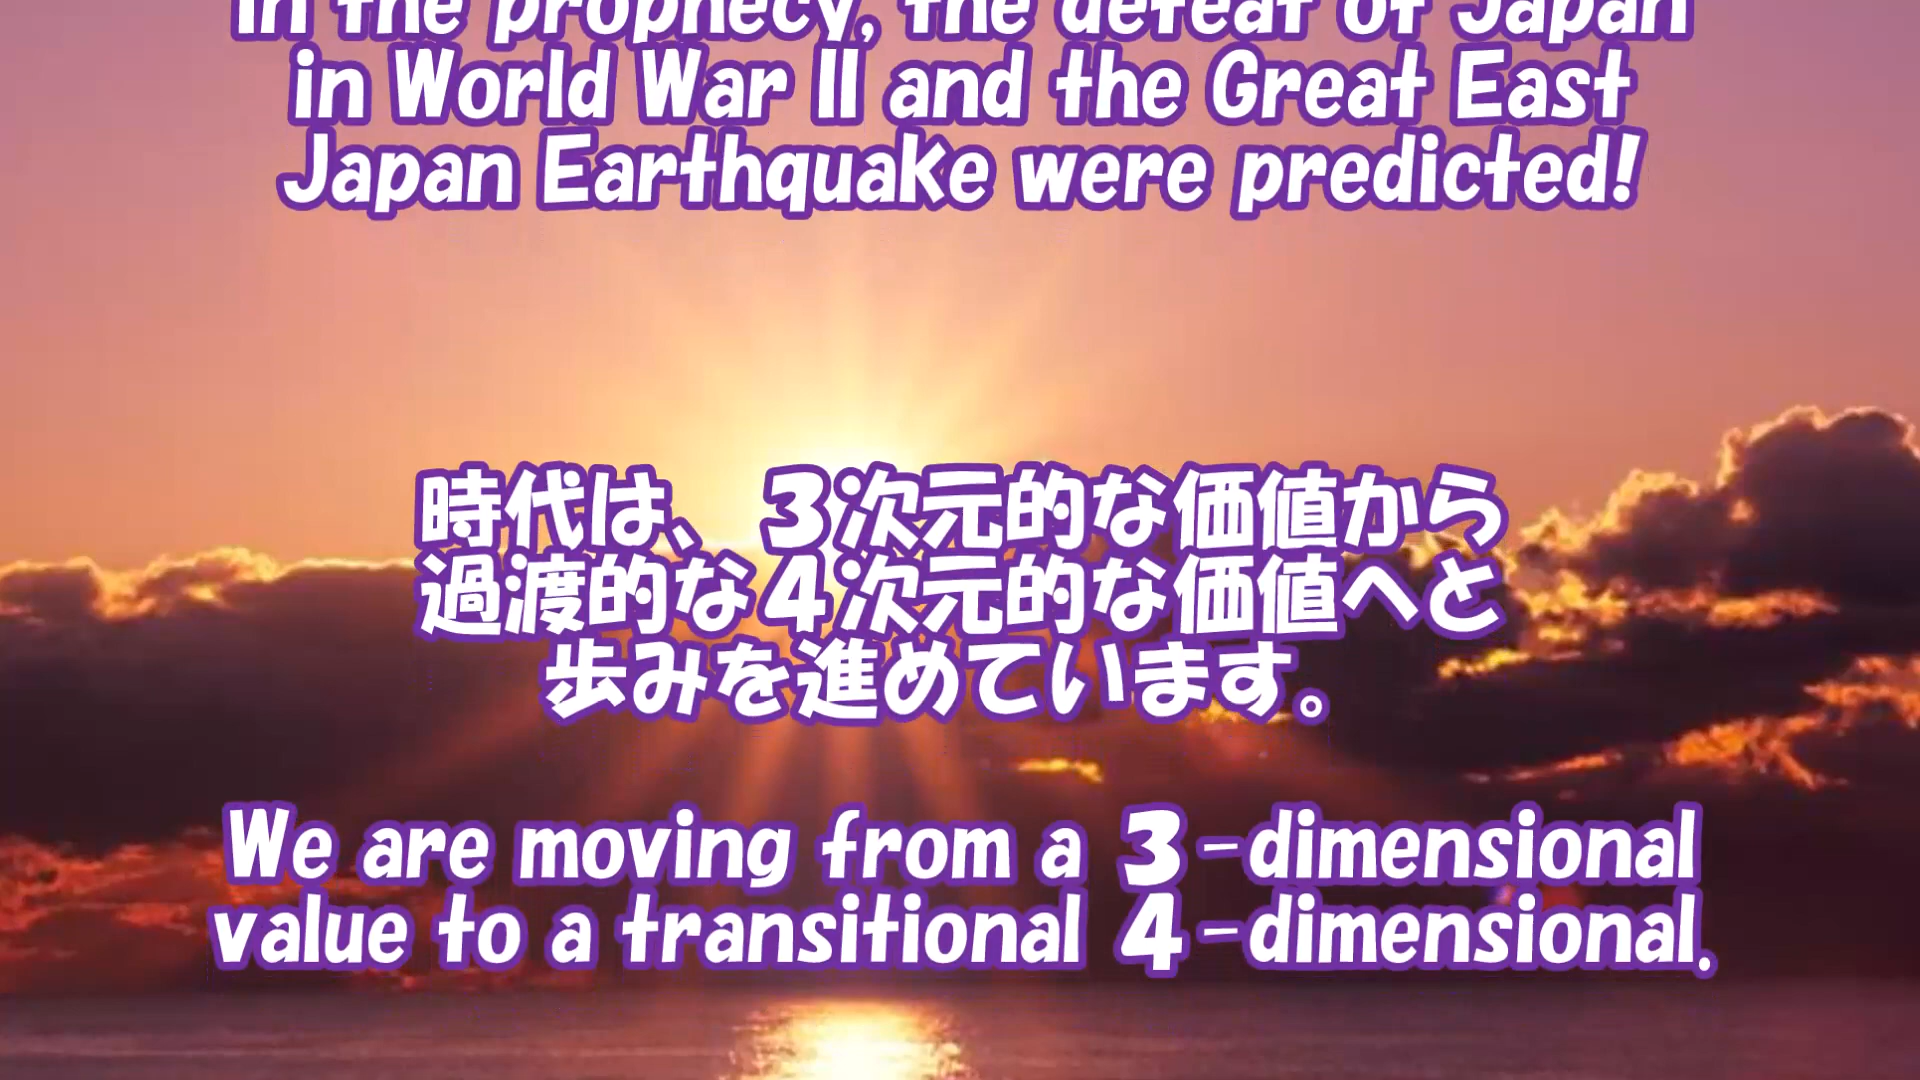 In the prophecy, the defeat of Japan
in World War II and the Great East
Japan Earthquake were predicted!
時代は、３次元的な価値から
過渡的な４次元的な価値へと
歩みを進めています。
We are moving from a ３-dimensional
value to a transitional ４-dimensional.